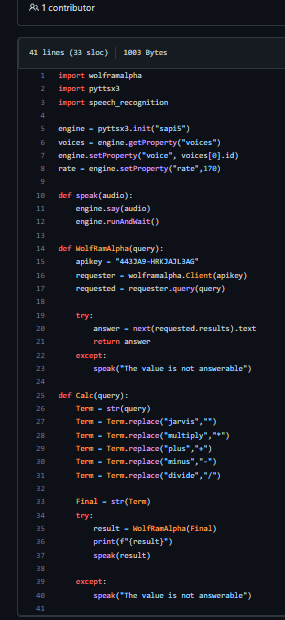 1 contributor
41 lines (33 sloc) 1003 Bytes
1 import wolframalpha
2 import pyttsx3
3 import speech_recognition
4
5 engine = pyttsx3.init("sapi5")
6 voices = engine.getProperty("voices")
7 engine.setProperty("voice", voices[0].id)
8 rate = engine.setProperty("rate",170)
9
10 def speak(audio):
11     engine.say(audio)
12     engine.runAndWait()
13
14 def WolfRamAlpha(query):
15     apikey = "443JA9-HRKJAJL3AG"
16     requester = wolframalpha.Client(apikey)
17     requested = requester.query(query)
18
19     try:
20         answer = next(requested.results).text
21         return answer
22     except:
23         speak("The value is not answerable")
24
25 def Calc(query):
26     Term = str(query)
27     Term = Term.replace("jarvis","")
28     Term = Term.replace("multiply","*")
29     Term = Term.replace("plus","+")
30     Term = Term.replace("minus","-")
31     Term = Term.replace("divide","/")
32
33     Final = str(Term)
34     try:
35         result = WolfRamAlpha(Final)
36         print(f"{result}")
37         speak(result)
38
39     except:
40         speak("The value is not answerable")
41